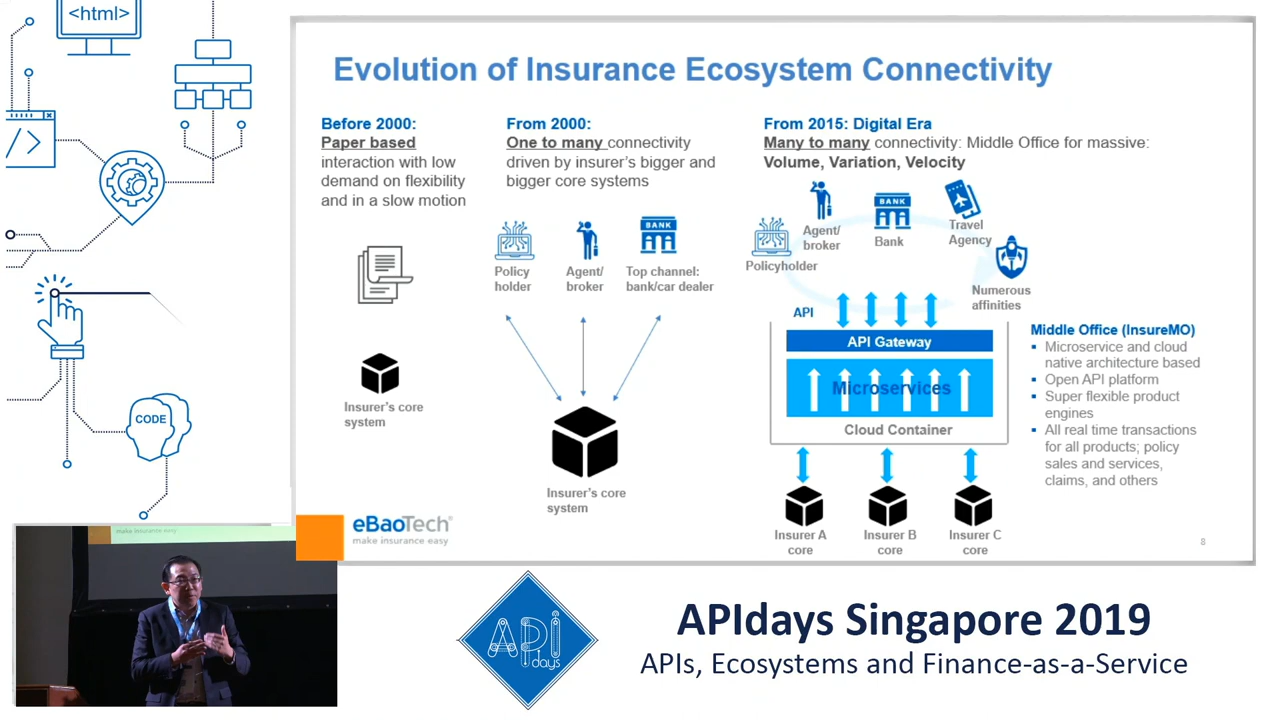 <html>
</>
CODE
Evolution of Insurance Ecosystem Connectivity
Before 2000:
Paper based
interaction with low
demand on flexibility
and in a slow motion
Insurer's core
system
From 2000:
One to many connectivity
driven by insurer's bigger and
bigger core systems
Policy
holder
Agent/
broker
BANK
Top channel:
bank/car dealer
Insurer's core
system
From 2015: Digital Era
Many to many connectivity: Middle Office for massive:
Volume, Variation, Velocity
Policyholder
Agent/
broker
BANK
Bank
Travel
Agency
Numerous
affinities
API
API Gateway
Microservices
Cloud Container
Insurer A
core
Insurer B
core
Insurer C
core
Middle Office (InsureMO)
▪ Microservice and cloud
native architecture based
▪ Open API platform
▪ Super flexible product
engines
▪ All real time transactions
for all products; policy
sales and services,
claims, and others
eBaoTech®
make insurance easy
8
make insurance easy
API
days
APIdays Singapore 2019
APIs, Ecosystems and Finance-as-a-Service